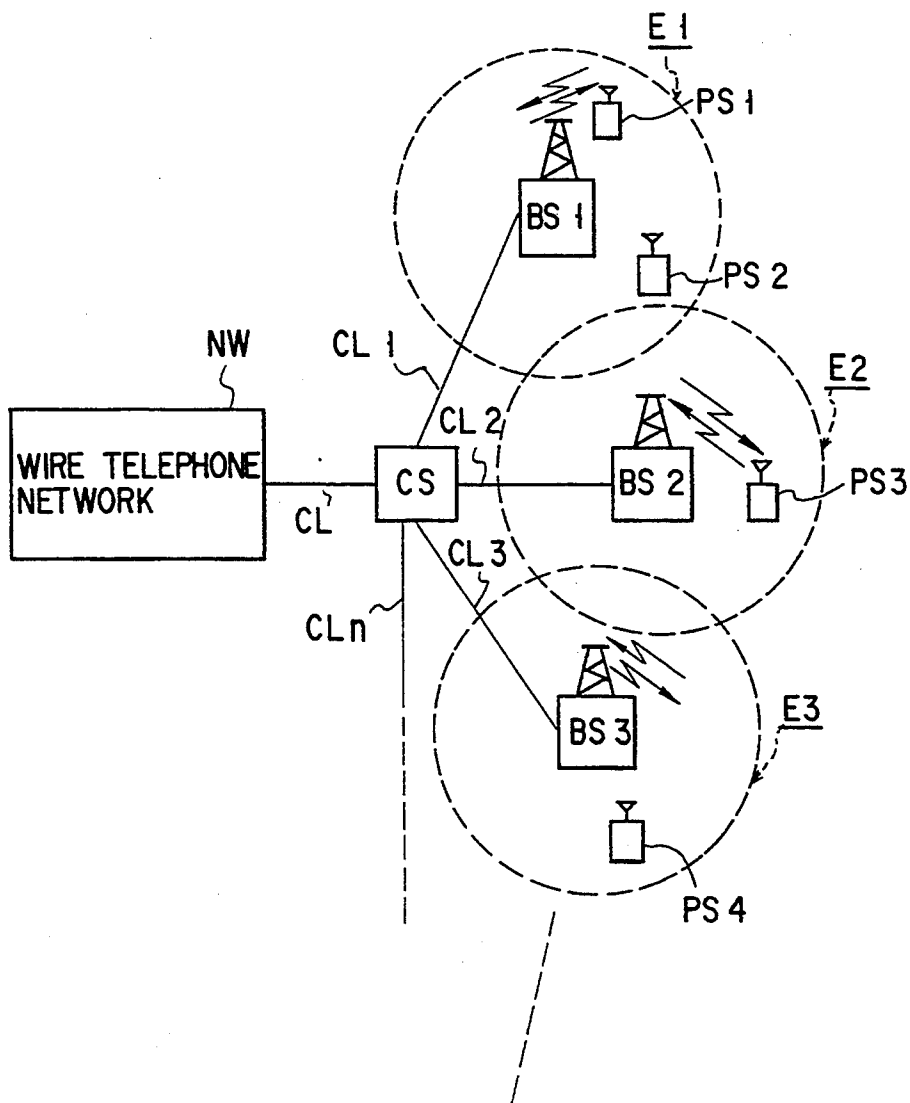 E1
PS1
BS1
PS2
NW
CL1
E2
CL2
WIRE TELEPHONE
NETWORK
CS
BS2
PS3
CL
CL3
CLn
E3
BS3
PS4